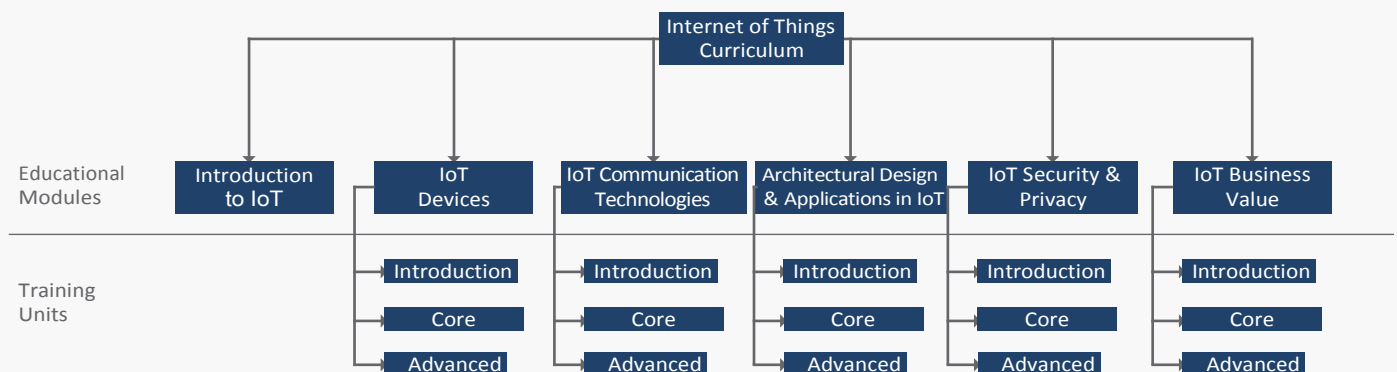 Internet of Things
Curriculum
Educational
Modules
Introduction
to IoT
IoT
Devices
IoT Communication
Technologies
Architectural Design
& Applications in IoT
IoT Security &
Privacy
IoT Business
Value
Training
Units
Introduction
Core
Advanced
Introduction
Core
Advanced
Introduction
Core
Advanced
Introduction
Core
Advanced
Introduction
Core
Advanced